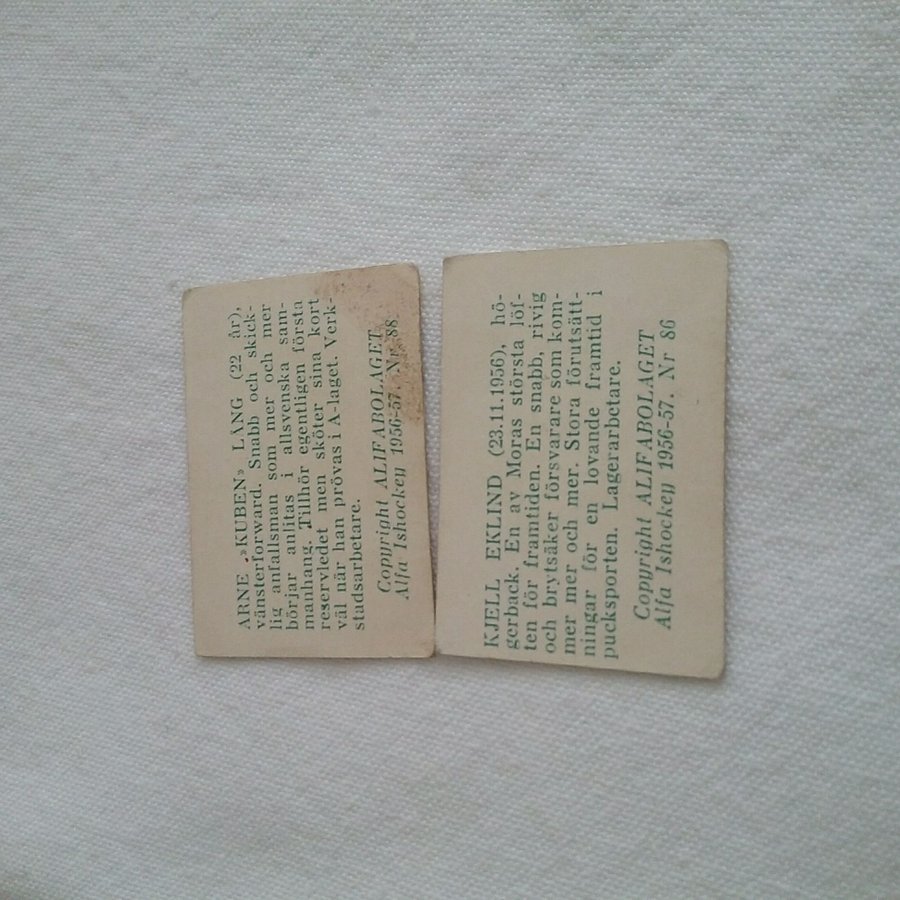 ARNE »KUBEN» LÅNG (22 år),
vänsterforward. Snabb och skick-
lig anfallsman som mer och mer
börjar anlitas i allsvenska sam-
manhang. Tillhör egentligen första
reservledet men sköter sina kort
väl när han prövas i A-laget. Verk-
stadsarbetare.
Copyright ALIFABOLAGET
Alfa Ishockey 1956-57. Nr 88
KJELL EKLIND (23.11.1956), hö-
gerback. En av Moras största löf-
ten för framtiden. En snabb, rivig
och brytsäker försvarare som kom-
mer mer och mer. Stora förutsätt-
ningar för en lovande framtid i
pucksporten. Lagerarbetare.
Copyright ALIFABOLAGET
Alfa Ishockey 1956-57. Nr 86